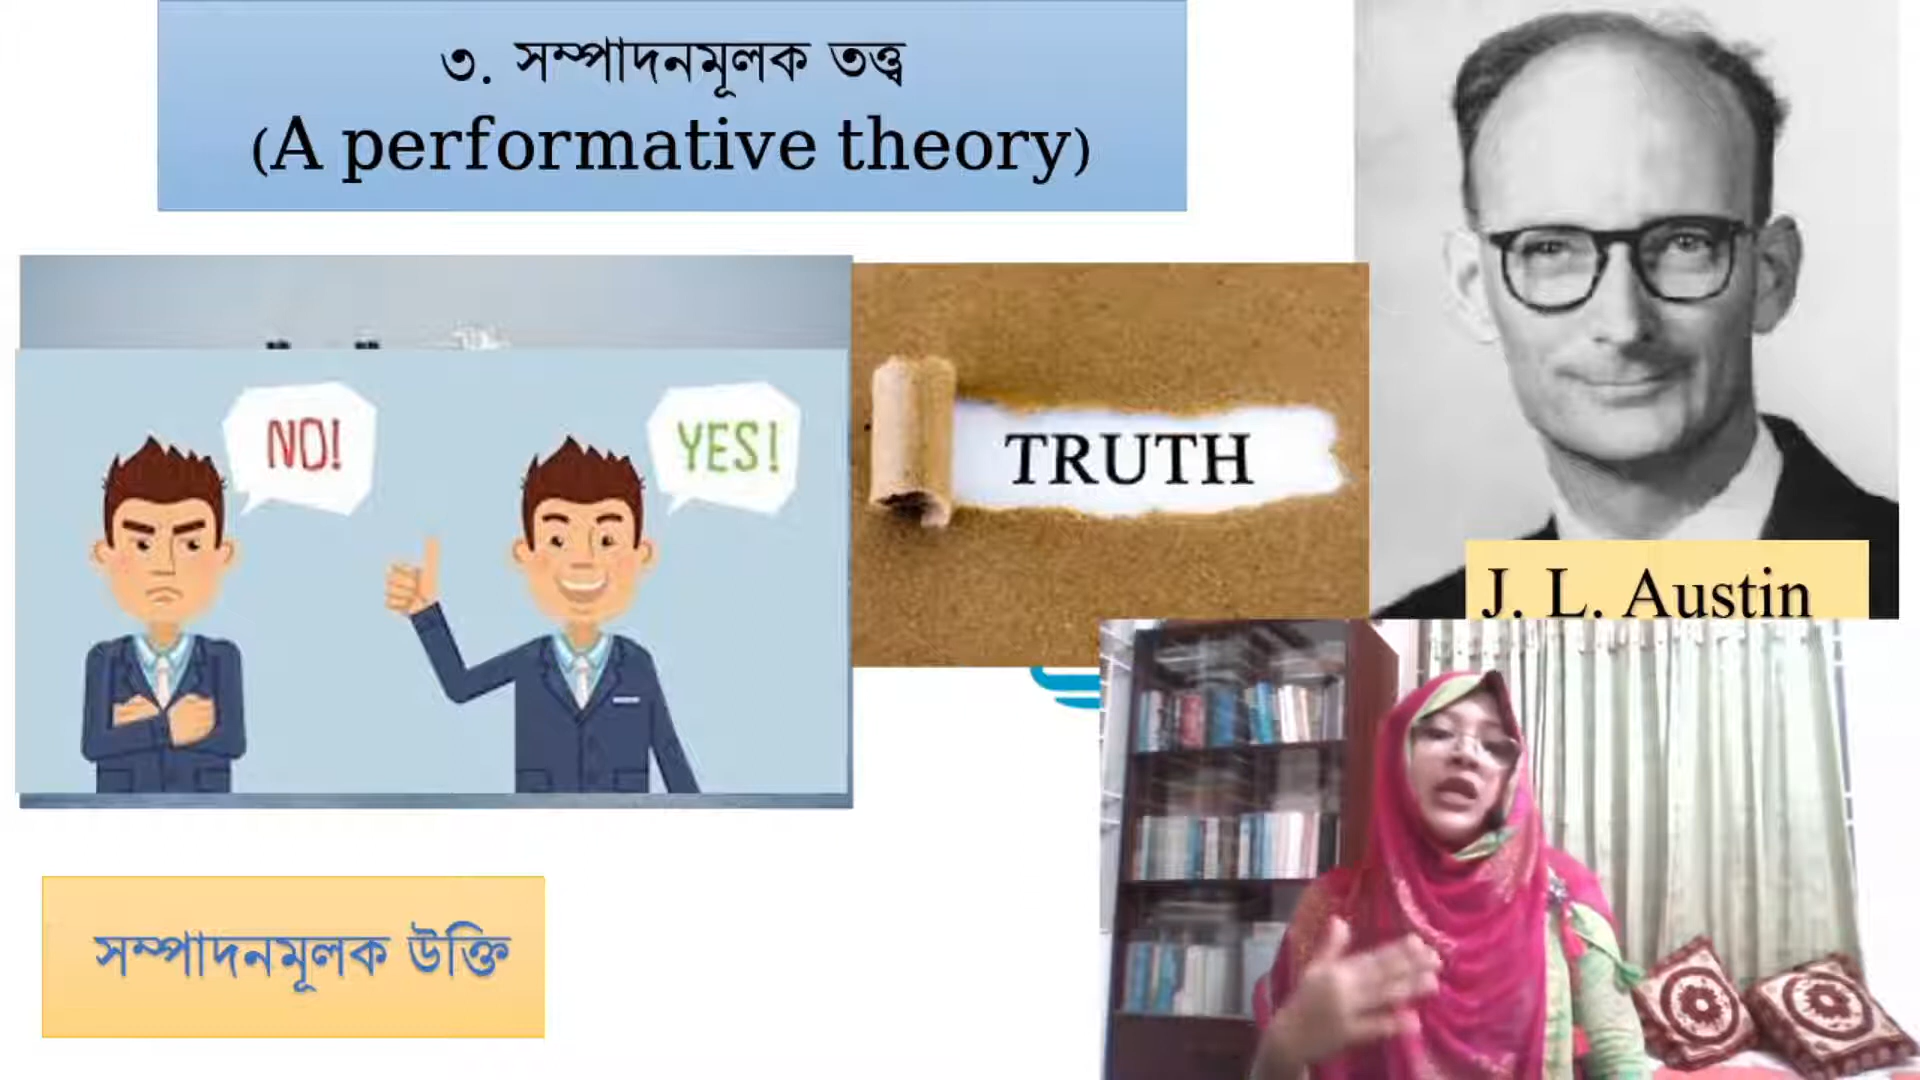 ৩. সম্পাদনমূলক তত্ত্ব
(A performative theory)
NO!
YES!
TRUTH
J. L. Austin
সম্পাদনমূলক উক্তি